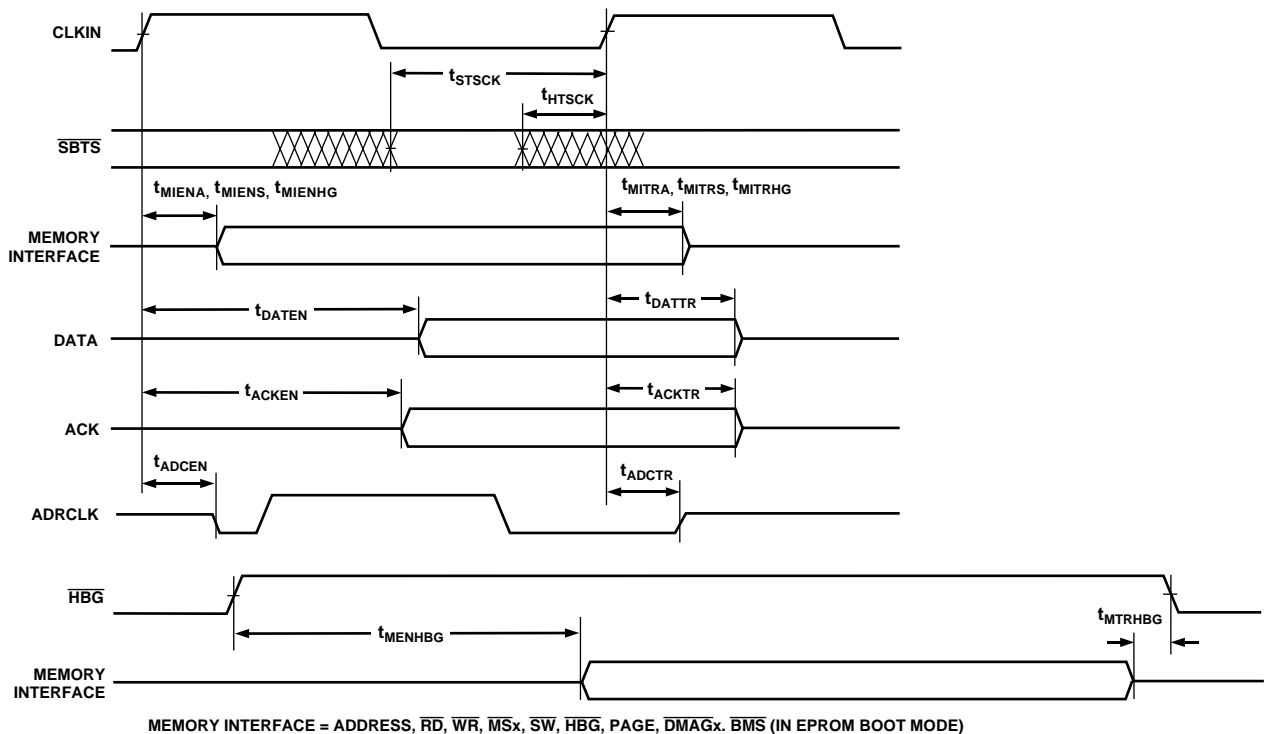 CLKIN
tSTSCK
tHTSCK
SBTS
tMIENA, tMIENS, tMIENHG
tMITRA, tMITRS, tMITRHG
MEMORY
INTERFACE
tDATEN
tDATTR
DATA
tACKEN
tACKTR
ACK
tADCEN
tADCTR
ADRCLK
HBG
tMENHBG
tMTRHBG
MEMORY
INTERFACE
MEMORY INTERFACE = ADDRESS, RD, WR, MSx, SW, HBG, PAGE, DMAGx. BMS (IN EPROM BOOT MODE)